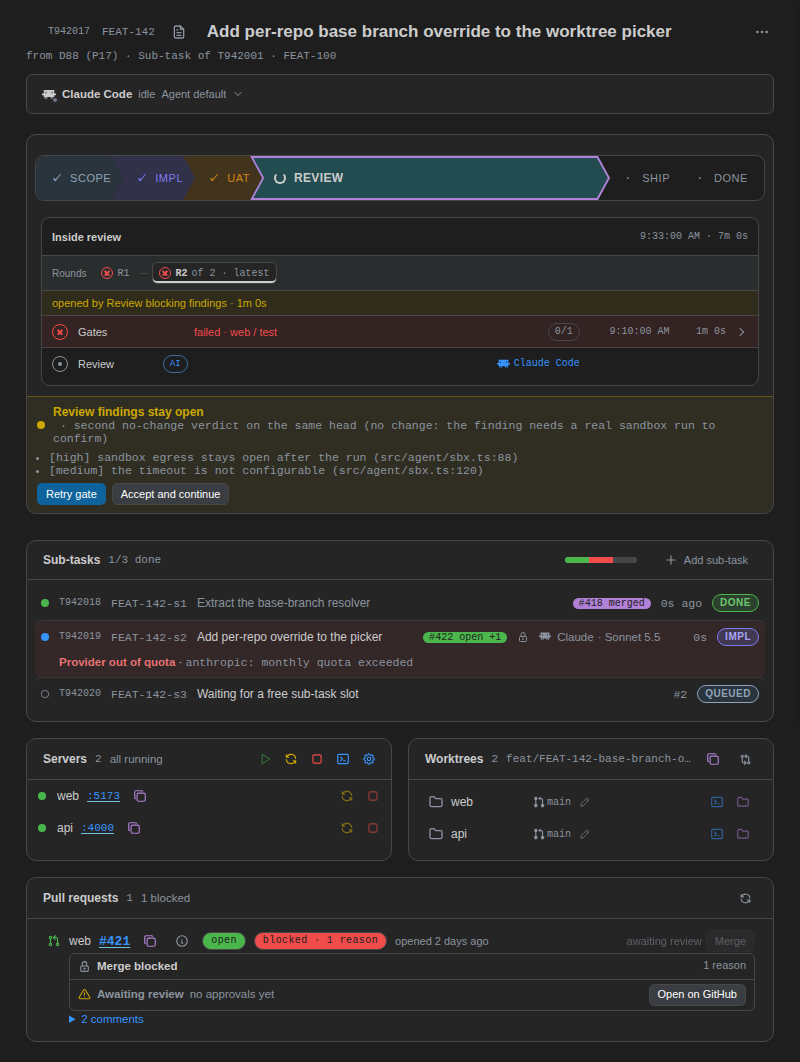 T942017 FEAT-142 Add per-repo base branch override to the worktree picker
from D88 (P17) · Sub-task of T942001 · FEAT-100
Claude Code idle Agent default
SCOPE IMPL UAT REVIEW · SHIP · DONE
Inside review 9:33:00 AM · 7m 0s
Rounds R1 — R2 of 2 · latest
opened by Review blocking findings · 1m 0s
Gates failed · web / test 0/1 9:10:00 AM 1m 0s
Review AI Claude Code
Review findings stay open
· second no-change verdict on the same head (no change: the finding needs a real sandbox run to
confirm)
• [high] sandbox egress stays open after the run (src/agent/sbx.ts:88)
• [medium] the timeout is not configurable (src/agent/sbx.ts:120)
Retry gate Accept and continue
Sub-tasks 1/3 done Add sub-task
T942018 FEAT-142-s1 Extract the base-branch resolver #418 merged 0s ago DONE
T942019 FEAT-142-s2 Add per-repo override to the picker #422 open +1 Claude · Sonnet 5.5 0s IMPL
Provider out of quota · anthropic: monthly quota exceeded
T942020 FEAT-142-s3 Waiting for a free sub-task slot #2 QUEUED
Servers 2 all running
web :5173
api :4000
Worktrees 2 feat/FEAT-142-base-branch-o…
web main
api main
Pull requests 1 1 blocked
web #421 open blocked · 1 reason opened 2 days ago awaiting review Merge
Merge blocked 1 reason
Awaiting review no approvals yet Open on GitHub
2 comments